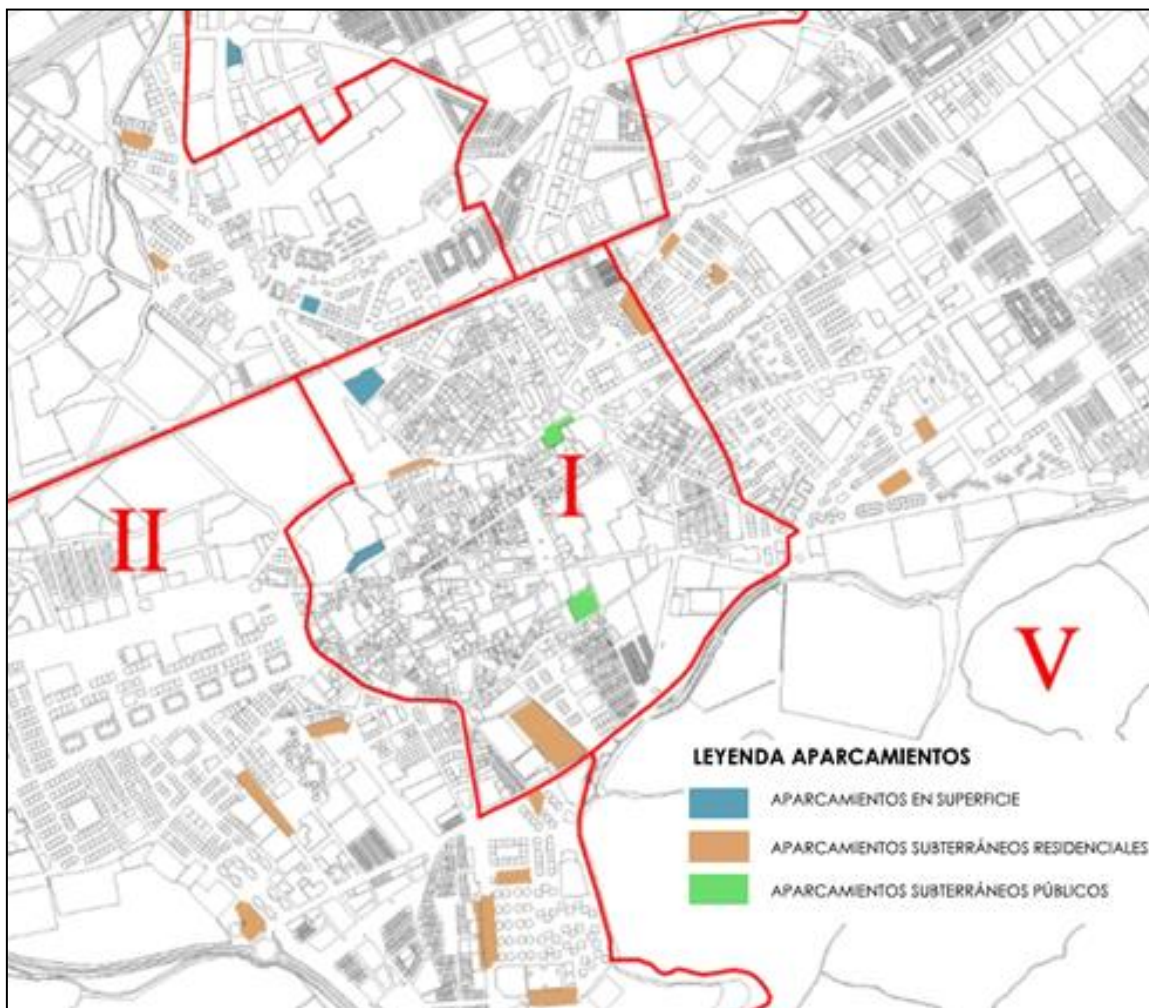 I
II
V
LEYENDA APARCAMIENTOS
APARCAMIENTOS EN SUPERFICIE
APARCAMIENTOS SUBTERRÁNEOS RESIDENCIALES
APARCAMIENTOS SUBTERRÁNEOS PÚBLICOS